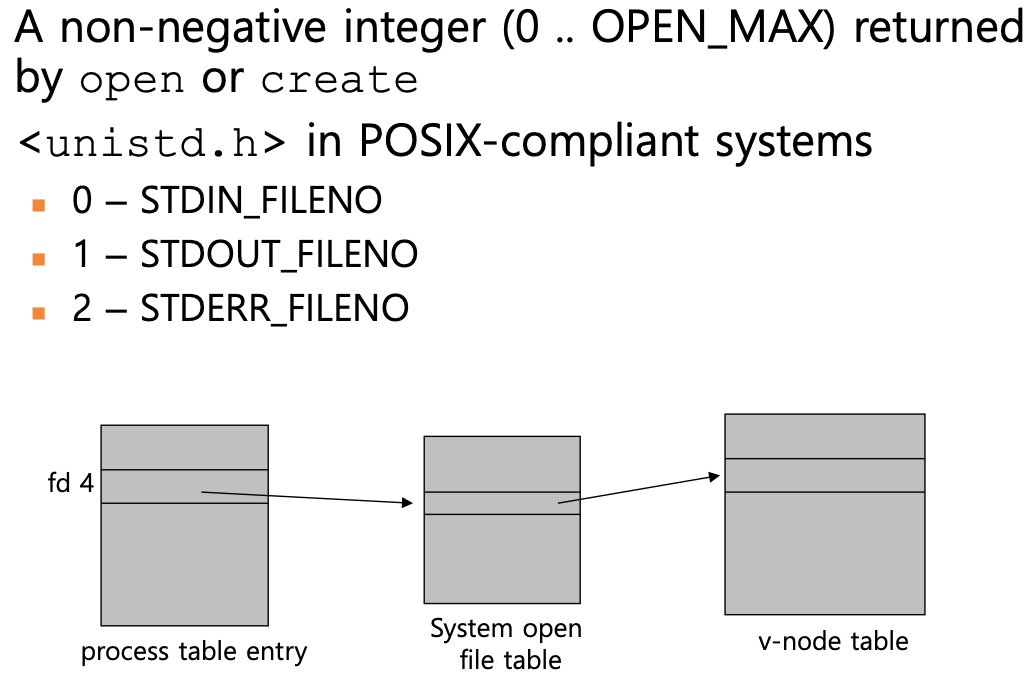 A non-negative integer (0 .. OPEN_MAX) returned
by open or create
<unistd.h> in POSIX-compliant systems
0 – STDIN_FILENO
1 – STDOUT_FILENO
2 – STDERR_FILENO
fd 4
process table entry
System open
file table
v-node table